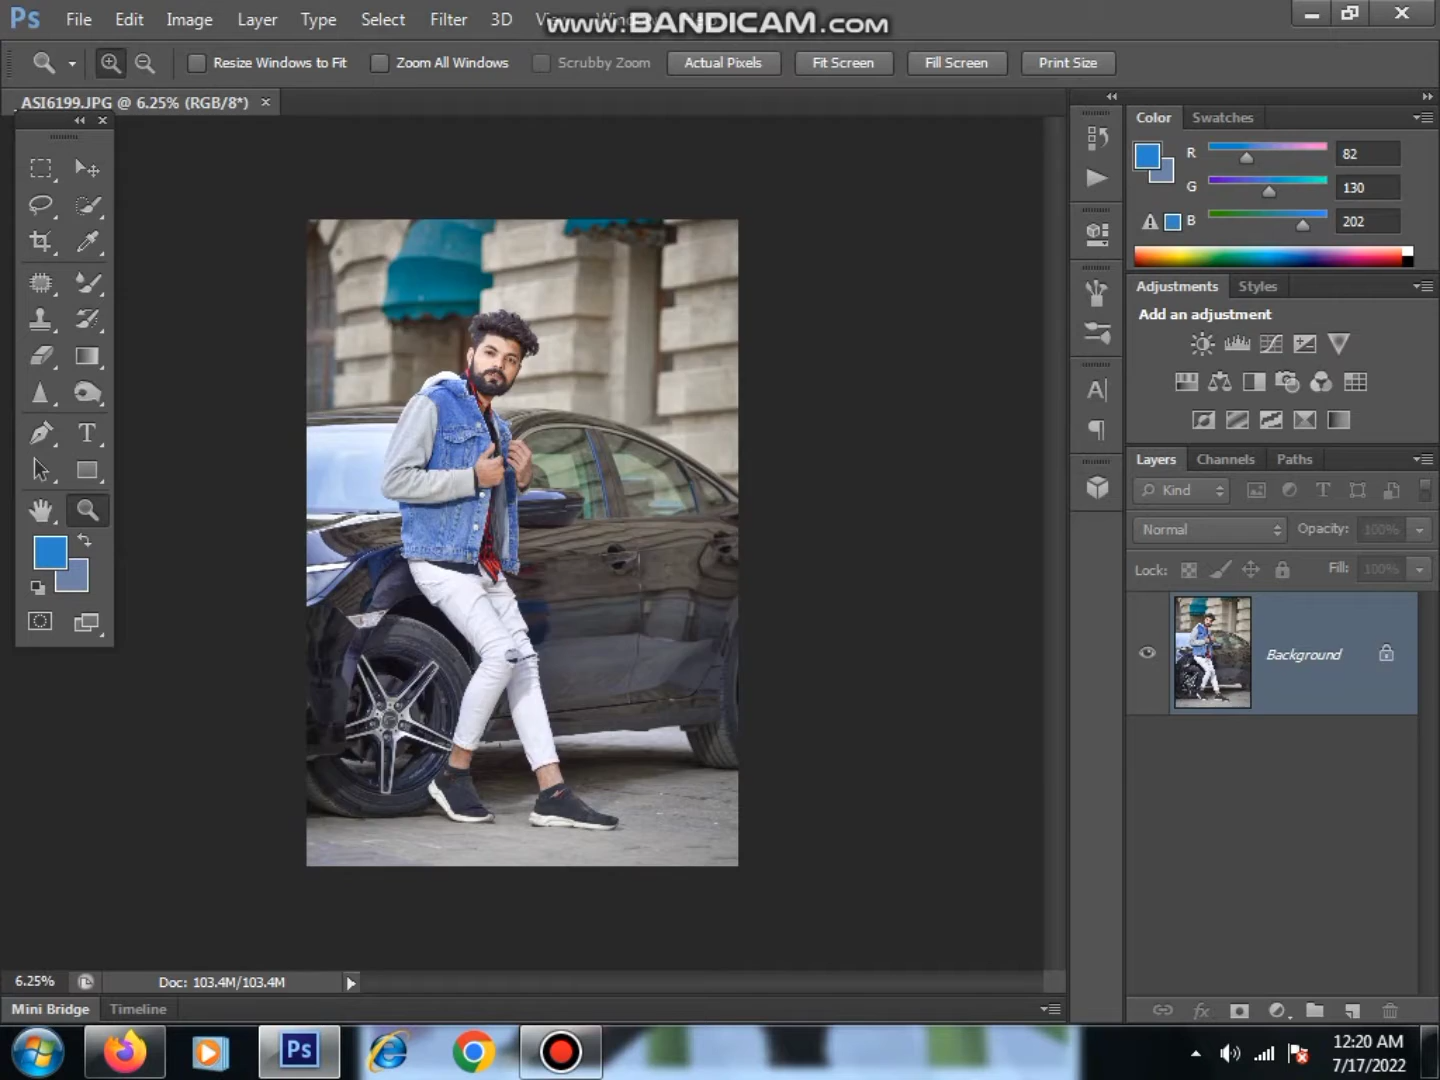 Ps File Edit Image Layer Type Select Filter 3D
www.BANDICAM.com
Resize Windows to Fit Zoom All Windows Scrubby Zoom Actual Pixels Fit Screen Fill Screen Print Size
ASI6199.JPG @ 6.25% (RGB/8*) ×
Color Swatches
R 82
G 130
B 202
Adjustments Styles
Add an adjustment
Layers Channels Paths
Kind
Normal Opacity: 100%
Lock: Fill: 100%
Background
6.25% Doc: 103.4M/103.4M
Mini Bridge Timeline
Ps
12:20 AM
7/17/2022